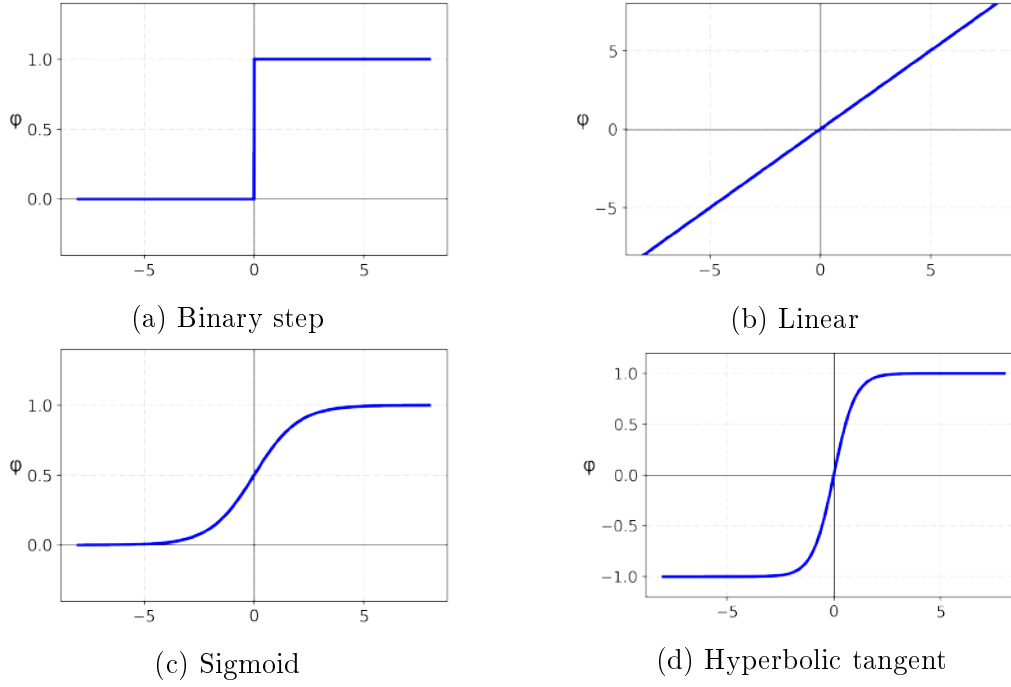 1.0
φ 0.5
0.0
−5 0 5
(a) Binary step
5
φ 0
−5
−5 0 5
(b) Linear
1.0
φ 0.5
0.0
−5 0 5
(c) Sigmoid
1.0
0.5
φ 0.0
−0.5
−1.0
−5 0 5
(d) Hyperbolic tangent